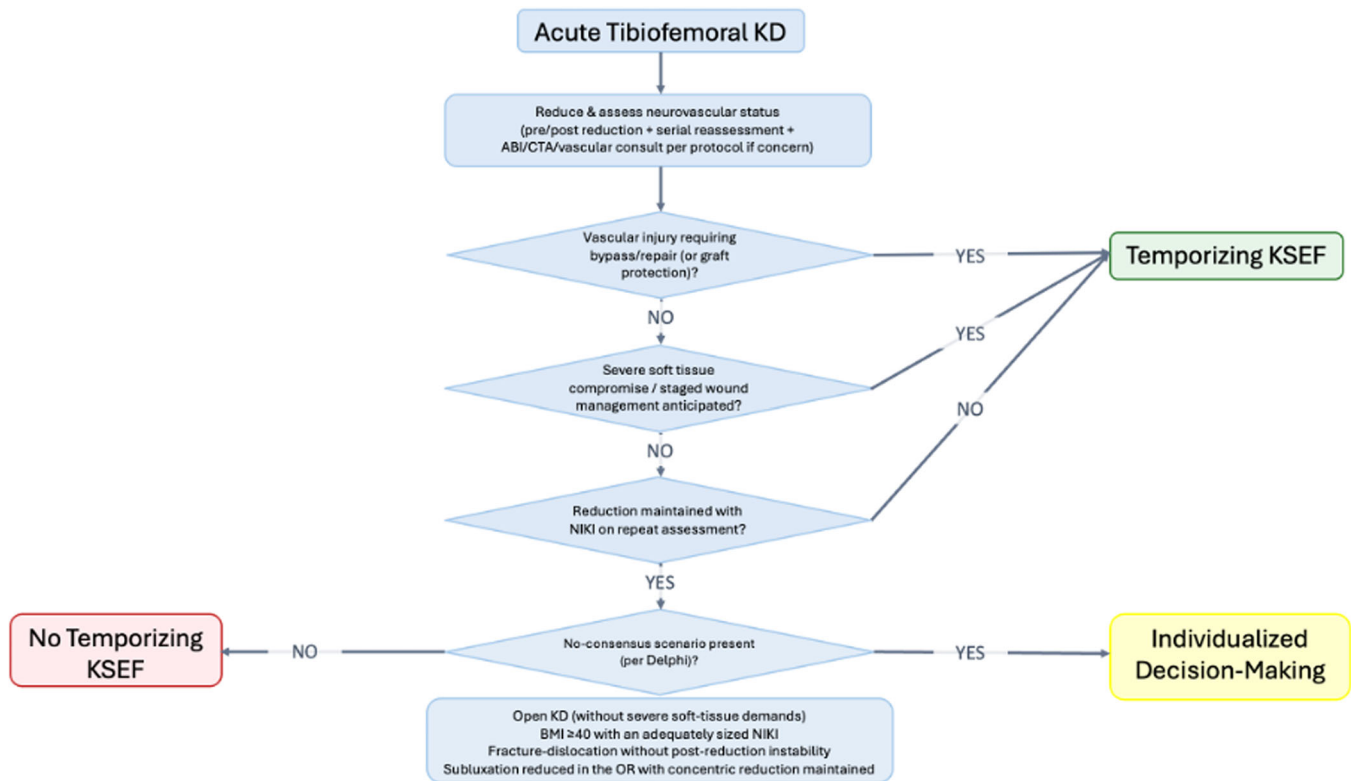 Acute Tibiofemoral KD
Reduce & assess neurovascular status
(pre/post reduction + serial reassessment +
ABI/CTA/vascular consult per protocol if concern)
Vascular injury requiring
bypass/repair (or graft
protection)?
YES
Temporizing KSEF
NO
Severe soft tissue
compromise / staged wound
management anticipated?
YES
NO
Reduction maintained with
NIKI on repeat assessment?
NO
YES
No-consensus scenario present
(per Delphi)?
NO
No Temporizing
KSEF
YES
Individualized
Decision-Making
Open KD (without severe soft-tissue demands)
BMI ≥40 with an adequately sized NIKI
Fracture-dislocation without post-reduction instability
Subluxation reduced in the OR with concentric reduction maintained